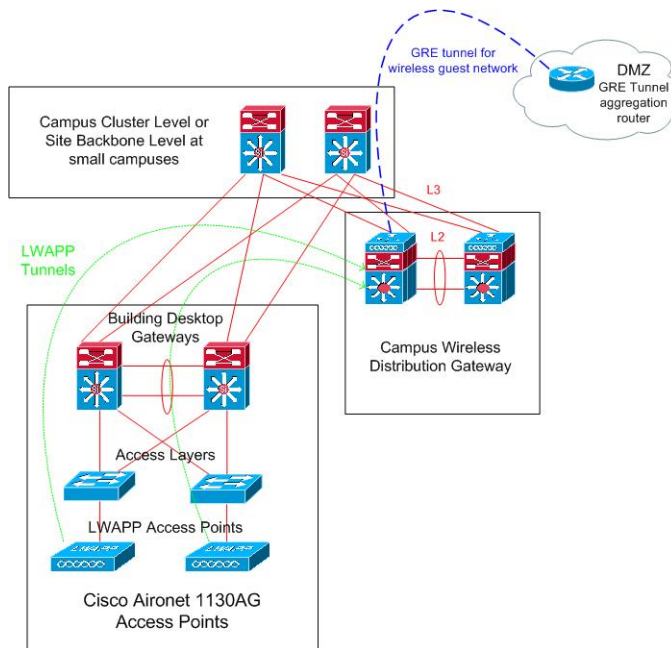 GRE tunnel for
wireless guest network
DMZ
GRE Tunnel
aggregation
router
Campus Cluster Level or
Site Backbone Level at
small campuses
L3
L2
LWAPP
Tunnels
Building Desktop
Gateways
Campus Wireless
Distribution Gateway
Access Layers
LWAPP Access Points
LWAPP
LWAPP
Cisco Aironet 1130AG
Access Points